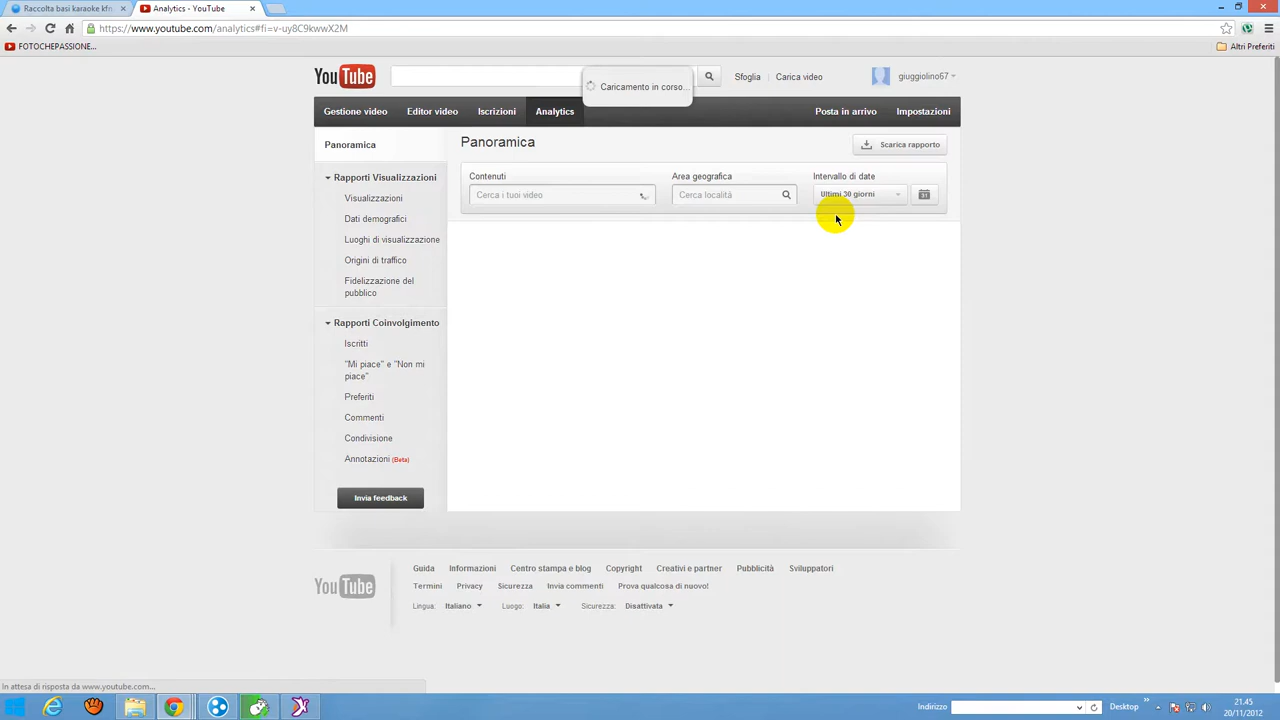 Raccolta basi karaoke kfn
Analytics - YouTube
https://www.youtube.com/analytics#fi=v-uy8C9kwwX2M
FOTOCHEPASSIONE...
Altri Preferiti
YouTube
Caricamento in corso...
Sfoglia
Carica video
giuggiolino67
Gestione video
Editor video
Iscrizioni
Analytics
Posta in arrivo
Impostazioni
Panoramica
Panoramica
Scarica rapporto
Contenuti
Area geografica
Intervallo di date
Cerca i tuoi video
Cerca località
Ultimi 30 giorni
31
Rapporti Visualizzazioni
Visualizzazioni
Dati demografici
Luoghi di visualizzazione
Origini di traffico
Fidelizzazione del
pubblico
Rapporti Coinvolgimento
Iscritti
"Mi piace" e "Non mi
piace"
Preferiti
Commenti
Condivisione
Annotazioni (Beta)
Invia feedback
YouTube
Guida
Informazioni
Centro stampa e blog
Copyright
Creativi e partner
Pubblicità
Sviluppatori
Termini
Privacy
Sicurezza
Invia commenti
Prova qualcosa di nuovo!
Lingua: Italiano
Luogo: Italia
Sicurezza: Disattivata
In attesa di risposta da www.youtube.com...
Indirizzo
Desktop
21.45
20/11/2012